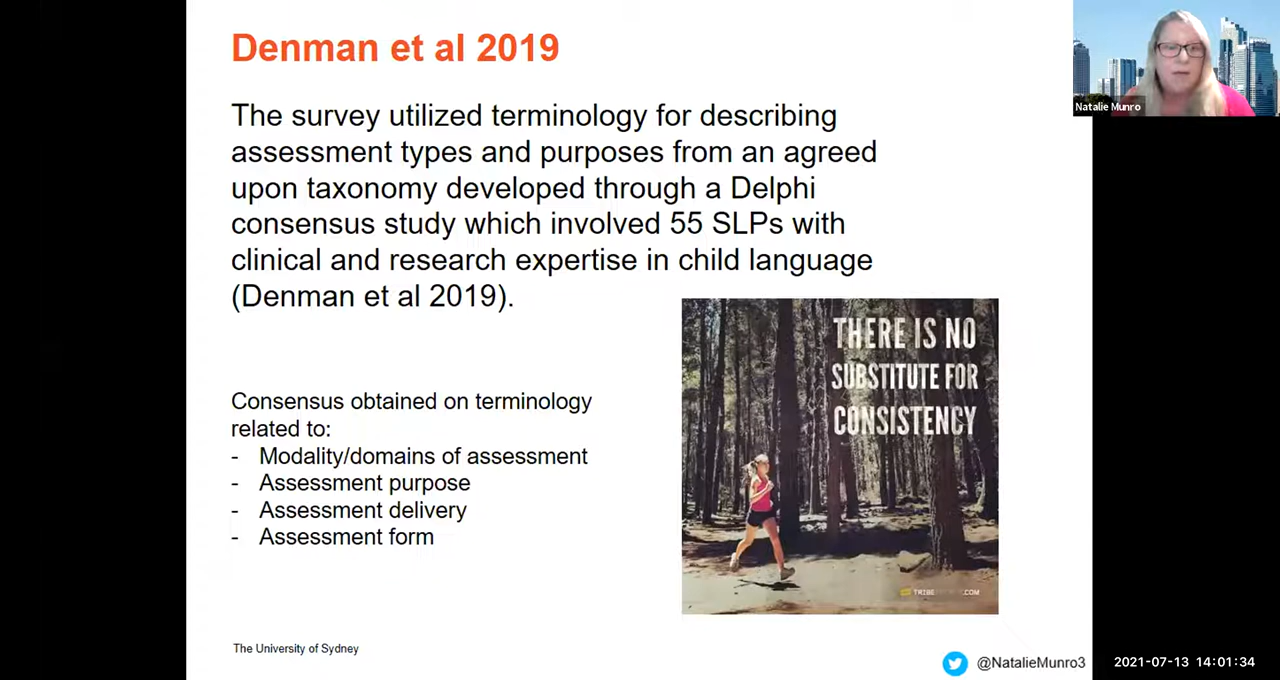 Denman et al 2019
The survey utilized terminology for describing
assessment types and purposes from an agreed
upon taxonomy developed through a Delphi
consensus study which involved 55 SLPs with
clinical and research expertise in child language
(Denman et al 2019).
Consensus obtained on terminology
related to:
- Modality/domains of assessment
- Assessment purpose
- Assessment delivery
- Assessment form
THERE IS NO
SUBSTITUTE FOR
CONSISTENCY
The University of Sydney
@NatalieMunro3
Natalie Munro
2021-07-13 14:01:34